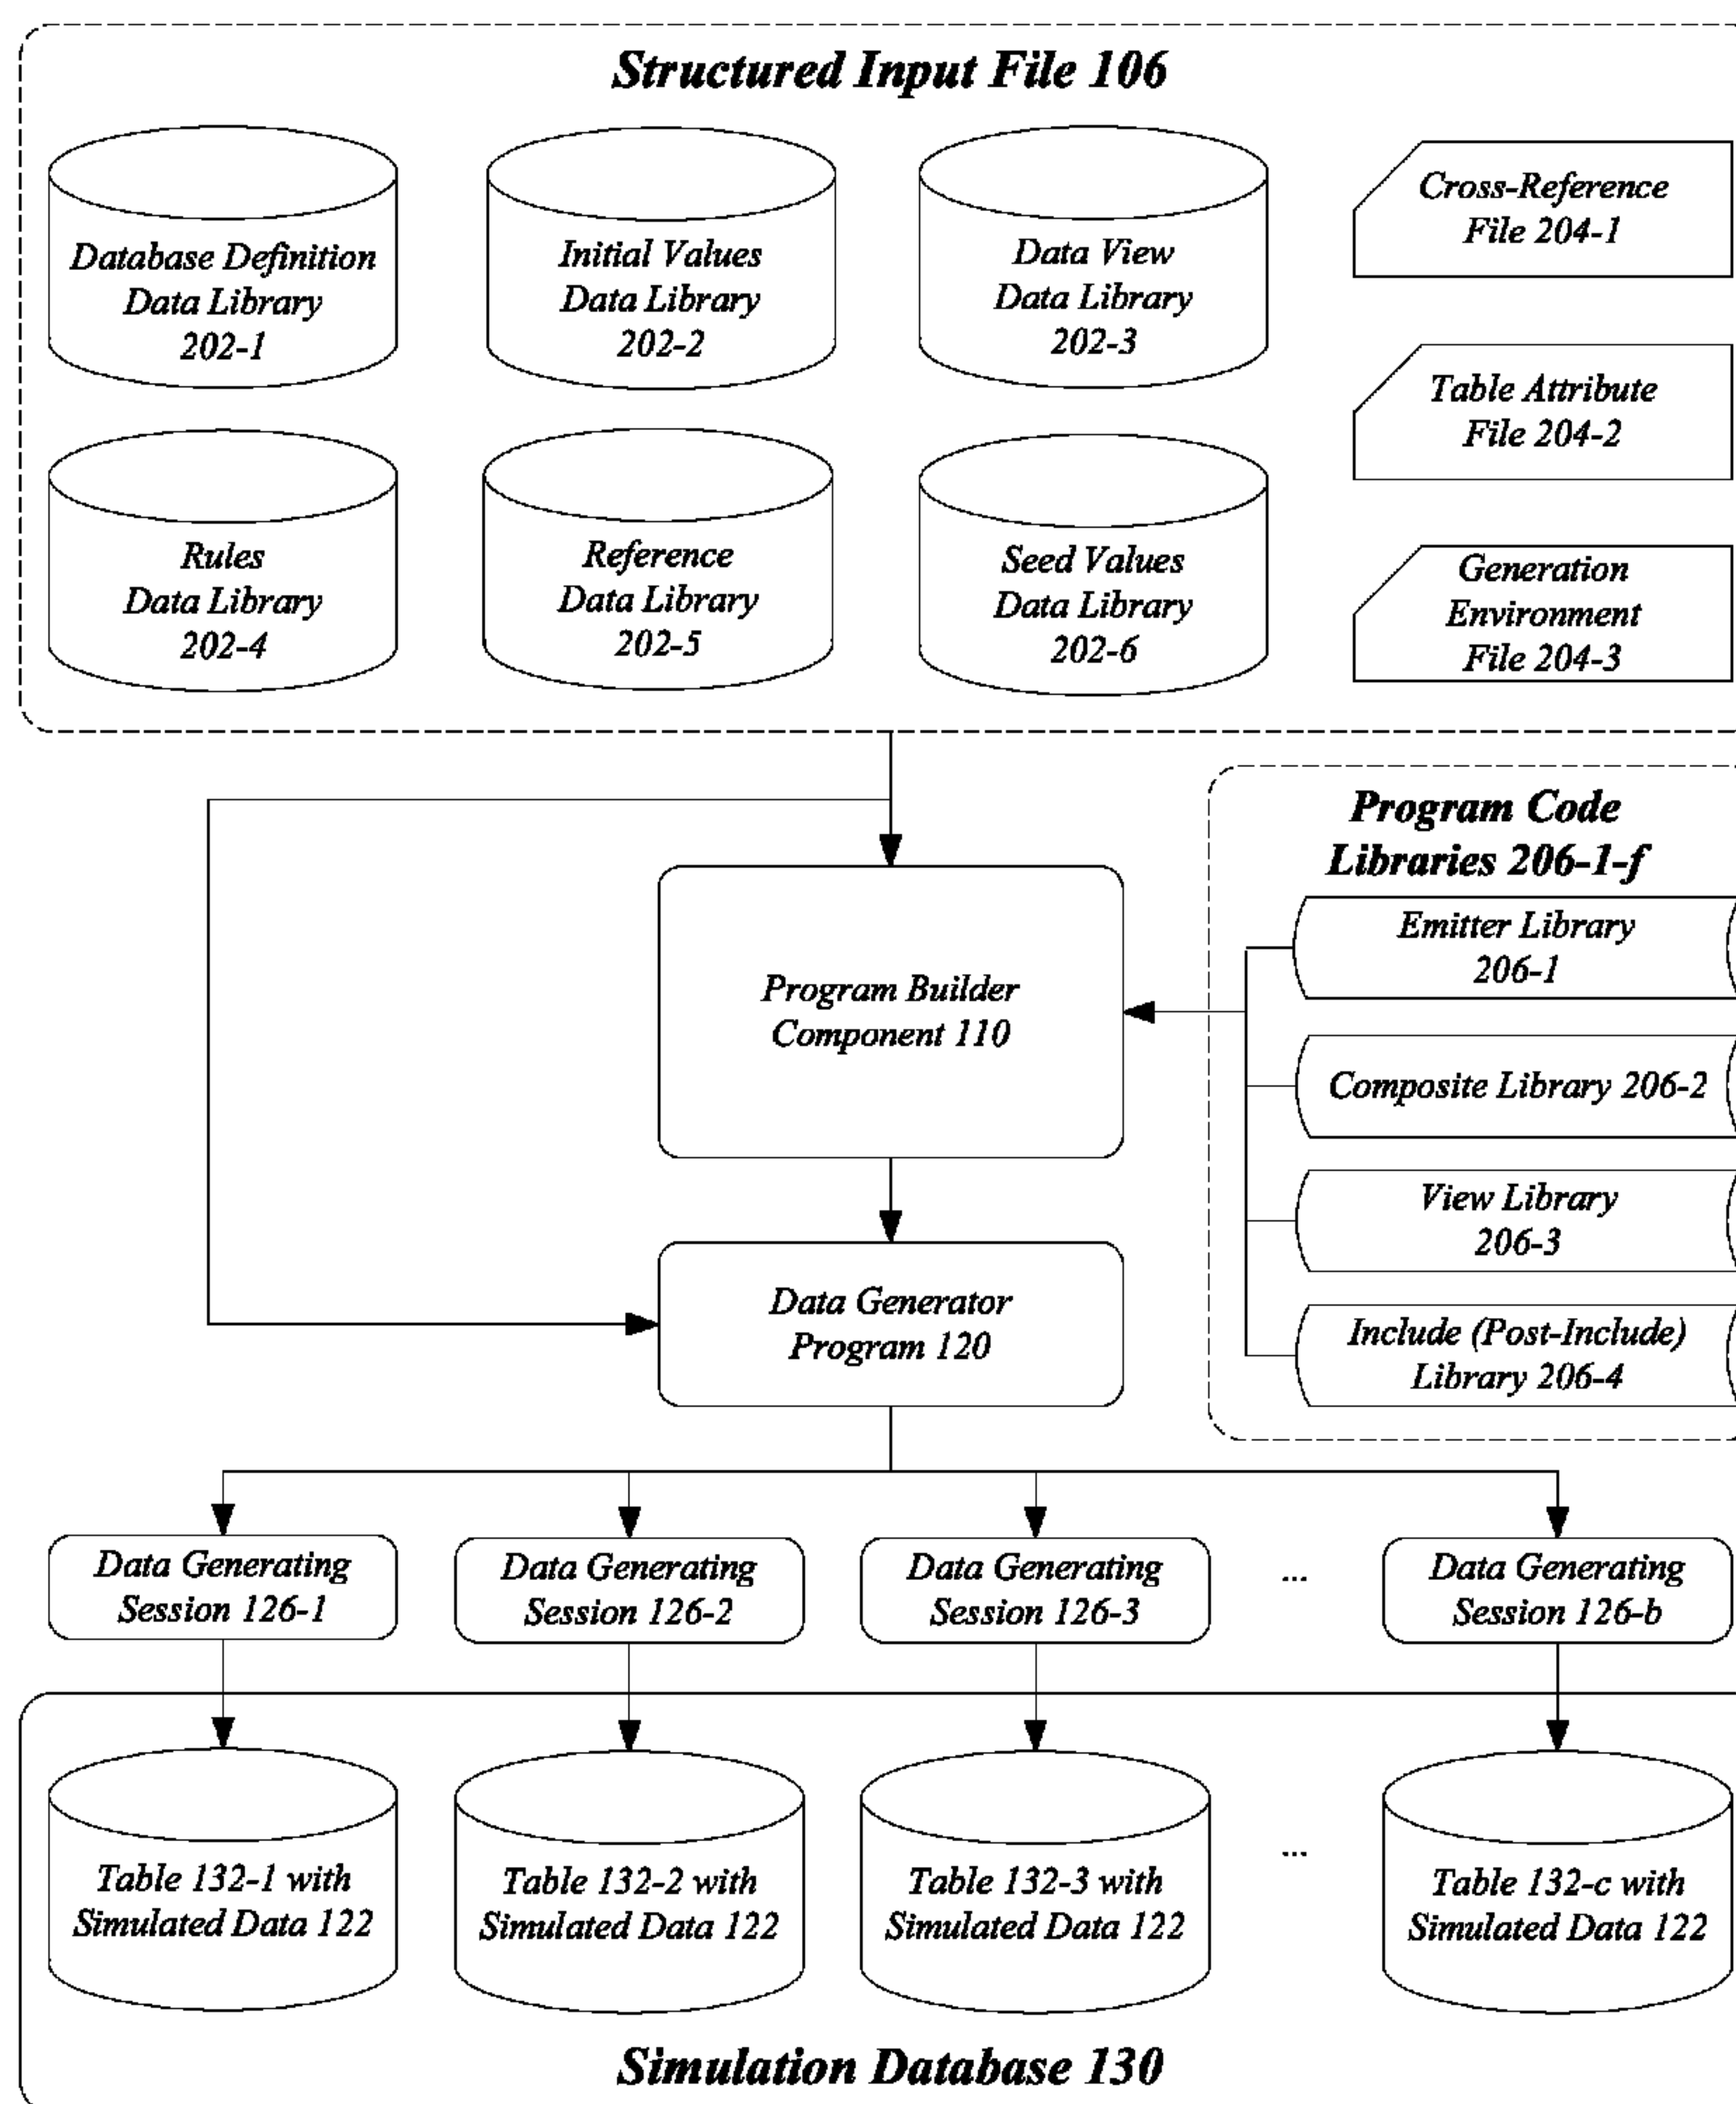 Structured Input File 106
Database Definition
Data Library
202-1
Initial Values
Data Library
202-2
Data View
Data Library
202-3
Cross-Reference
File 204-1
Table Attribute
File 204-2
Rules
Data Library
202-4
Reference
Data Library
202-5
Seed Values
Data Library
202-6
Generation
Environment
File 204-3
Program Code
Libraries 206-1-f
Emitter Library
206-1
Program Builder
Component 110
Composite Library 206-2
View Library
206-3
Data Generator
Program 120
Include (Post-Include)
Library 206-4
Data Generating
Session 126-1
Data Generating
Session 126-2
Data Generating
Session 126-3
...
Data Generating
Session 126-b
Table 132-1 with
Simulated Data 122
Table 132-2 with
Simulated Data 122
Table 132-3 with
Simulated Data 122
...
Table 132-c with
Simulated Data 122
Simulation Database 130